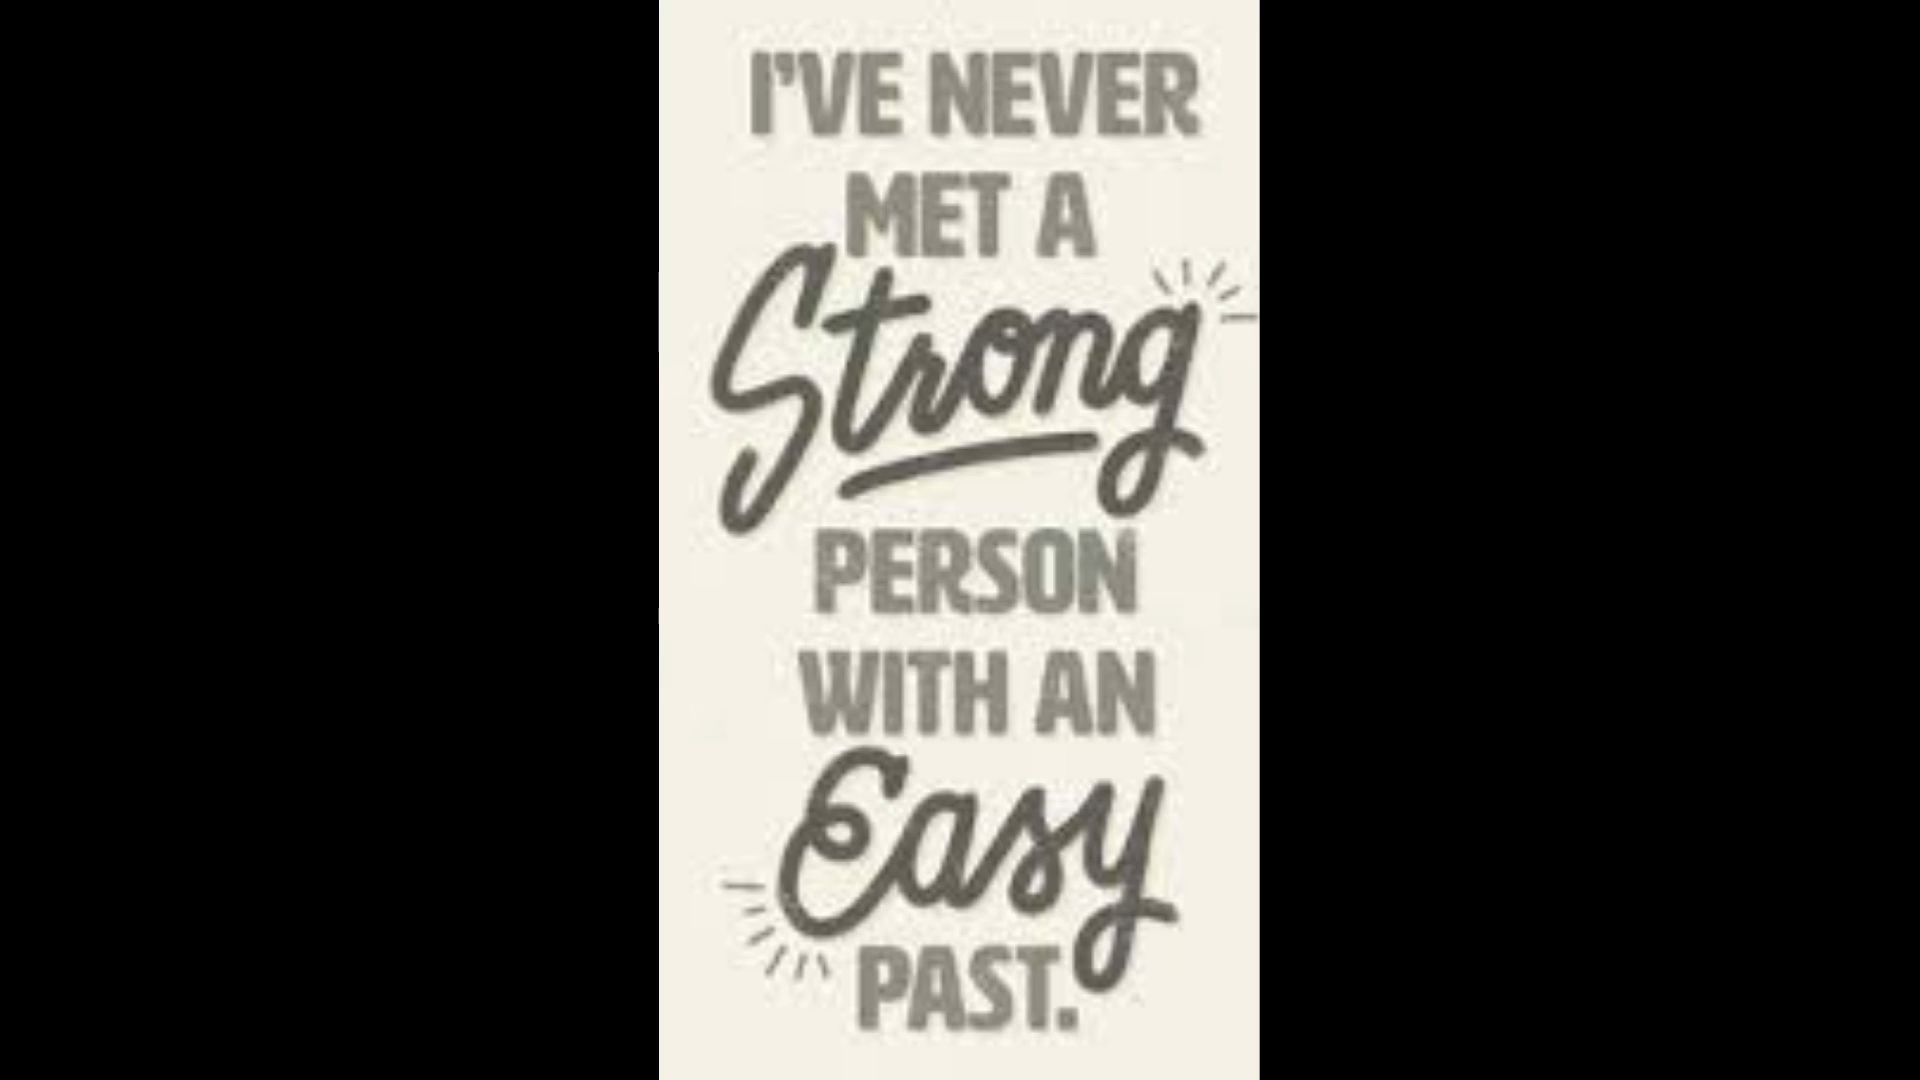 I'VE NEVER
MET A
Strong
PERSON
WITH AN
Easy
PAST.